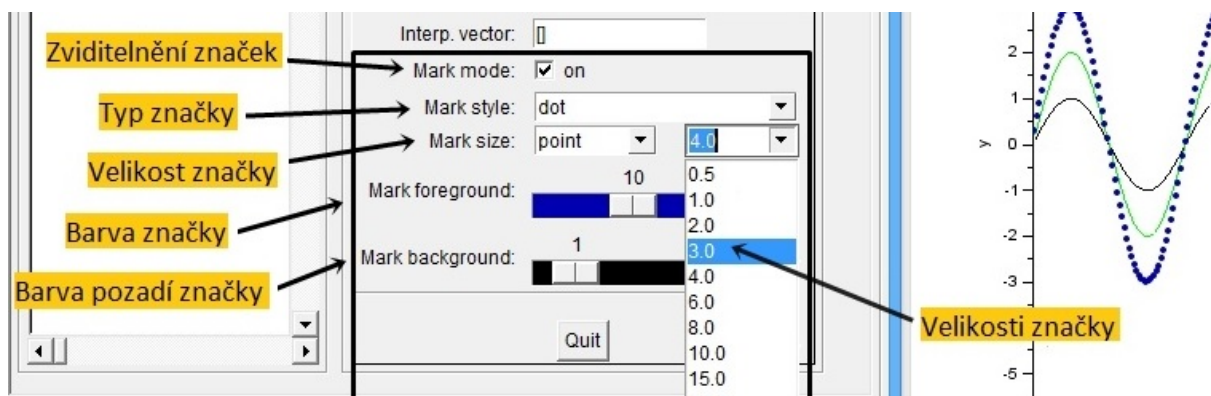 Interp. vector: []
Zviditelnění značek
Mark mode: on
Typ značky
Mark style: dot
Velikost značky
Mark size: point 4.0
0.5
1.0
2.0
3.0
4.0
6.0
8.0
10.0
15.0
Barva značky
Mark foreground: 10
Barva pozadí značky
Mark background: 1
Velikosti značky
Quit
y
2
1
0
-1
-2
-3
-5